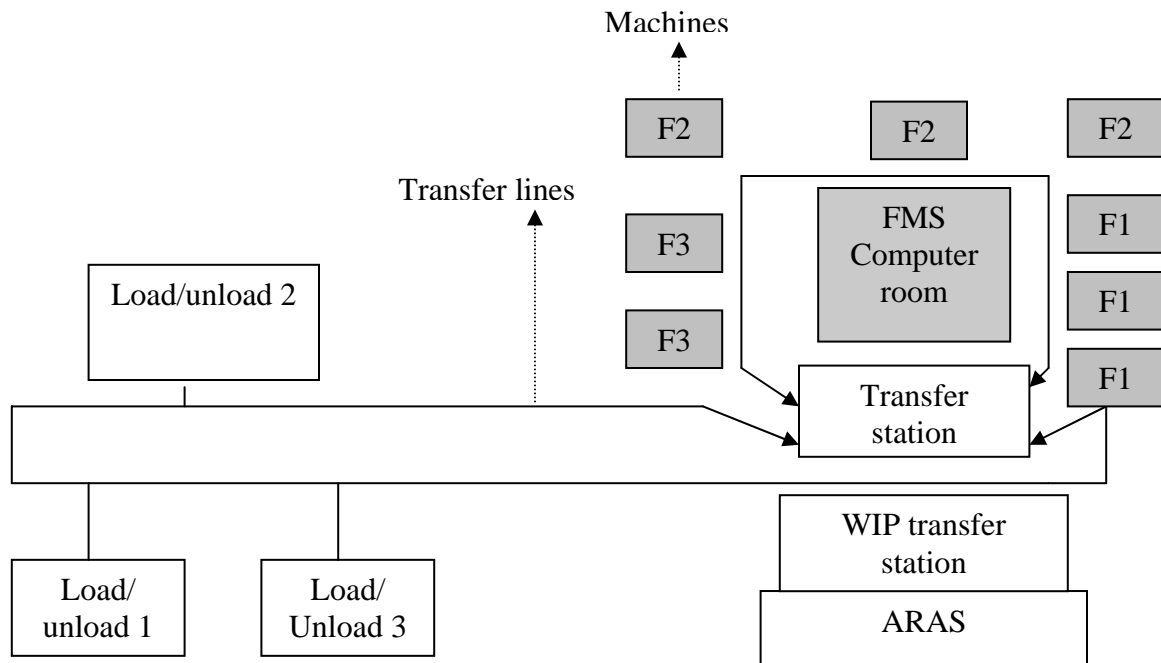 Machines
F2
F2
F2
Transfer lines
FMS
Computer
room
F1
F3
Load/unload 2
F1
F3
F1
Transfer
station
WIP transfer
station
Load/
unload 1
Load/
Unload 3
ARAS